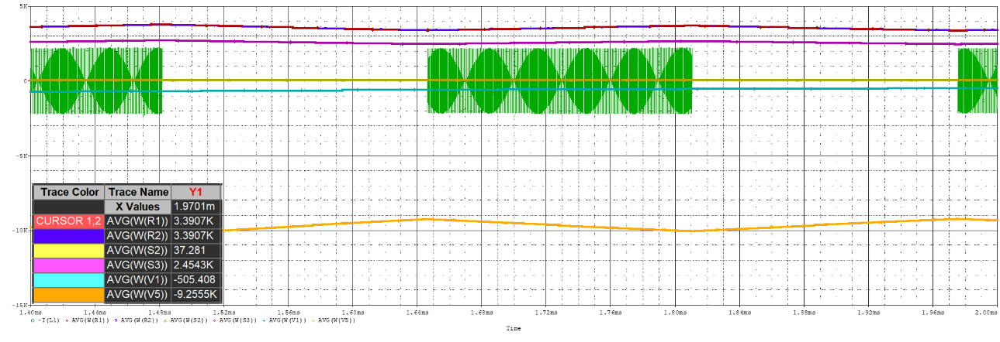 5K
0
-5K
-10K
-15K
Trace Color Trace Name Y1
X Values 1.9701m
CURSOR 1,2 AVG(W(R1)) 3.3907K
AVG(W(R2)) 3.3907K
AVG(W(S2)) 37.281
AVG(W(S3)) 2.4543K
AVG(W(V1)) -505.408
AVG(W(V5)) -9.2555K
1.40ms 1.44ms 1.48ms 1.52ms 1.56ms 1.60ms 1.64ms 1.68ms 1.72ms 1.76ms 1.80ms 1.84ms 1.88ms 1.92ms 1.96ms 2.00ms
-I(L1) AVG(W(R1)) AVG(W(R2)) AVG(W(S2)) AVG(W(S3)) AVG(W(V1)) AVG(W(V5))
Time